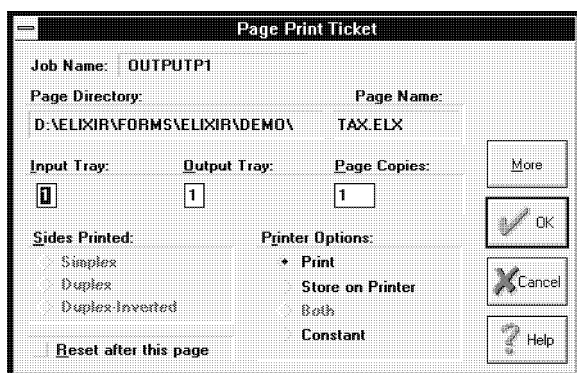 Page Print Ticket
Job Name: OUTPUTP1
Page Directory: Page Name:
D:\ELIXIR\FORMS\ELIXIR\DEMO\ TAX.ELX
Input Tray: Output Tray: Page Copies: More
1 1 1
OK
Sides Printed: Printer Options:
Simplex Print
Duplex Store on Printer Cancel
Duplex-Inverted Both
Constant Help
Reset after this page